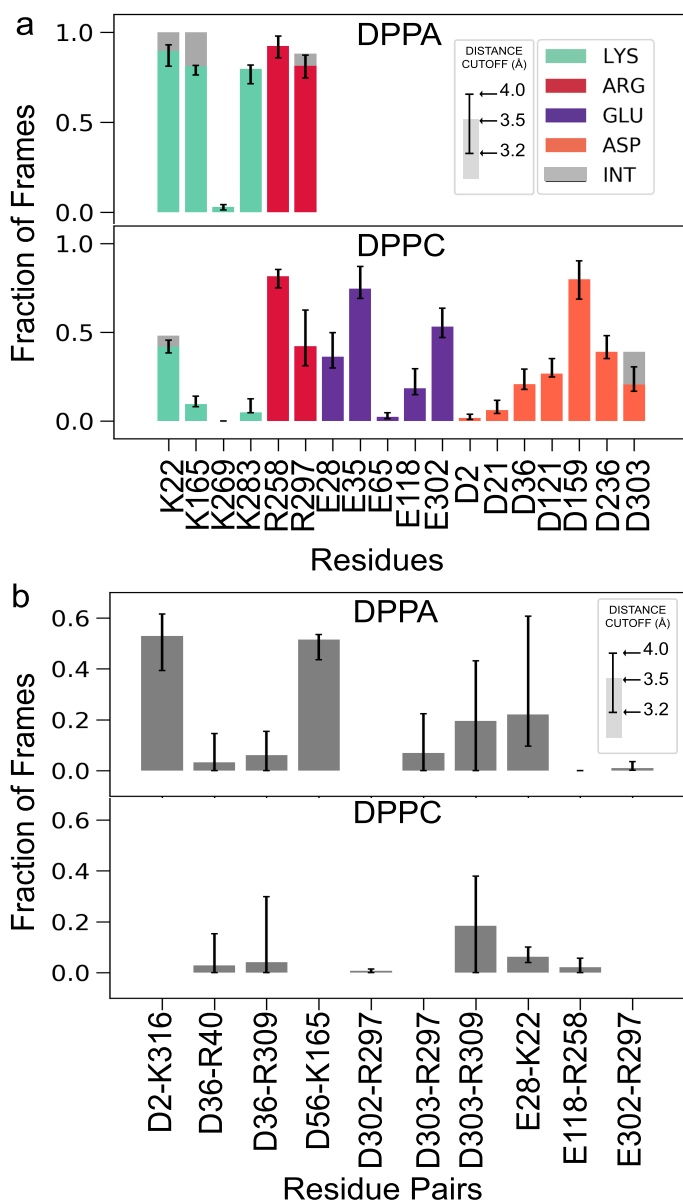 a
DPPA
DISTANCE
CUTOFF (Å)
4.0
3.5
3.2
LYS
ARG
GLU
ASP
INT
1.0
0.5
0.0
DPPC
1.0
0.5
0.0
Fraction of Frames
K22
K165
K269
K283
R258
R297
E28
E35
E65
E118
E302
D2
D21
D36
D121
D159
D236
D303
Residues
b
DPPA
DISTANCE
CUTOFF (Å)
4.0
3.5
3.2
0.6
0.4
0.2
0.0
DPPC
0.6
0.4
0.2
0.0
Fraction of Frames
D2-K316
D36-R40
D36-R309
D56-K165
D302-R297
D303-R297
D303-R309
E28-K22
E118-R258
E302-R297
Residue Pairs